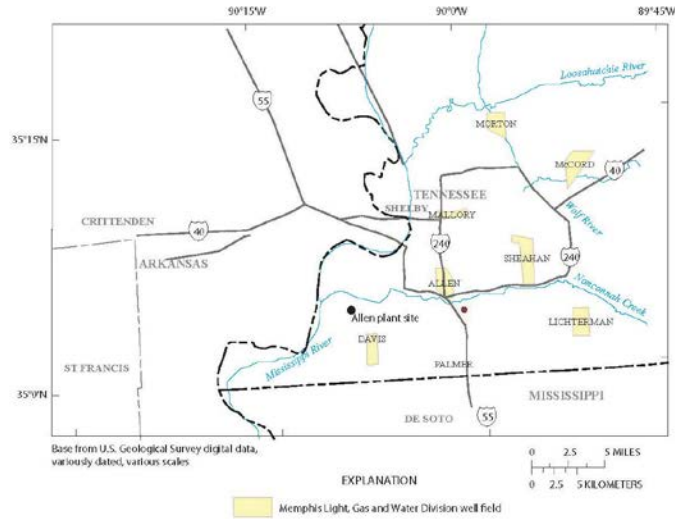 90°15'W 90°0'W 89°45'W
Loosahatchie River
55
35°15'N
MORTON
McCORD
40
TENNESSEE
SHELBY
MALLORY
CRITTENDEN
Wolf River
40
240
ARKANSAS
SHEAHAN
240
ALLEN
Nonconnah Creek
Allen plant site
LICHTERMAN
DAVIS
Mississippi River
ST FRANCIS
PALMER
35°9'N
MISSISSIPPI
DE SOTO
55
Base from U.S. Geological Survey digital data,
variously dated, various scales
0 2.5 5 MILES
0 2.5 5 KILOMETERS
EXPLANATION
Memphis Light, Gas and Water Division well field